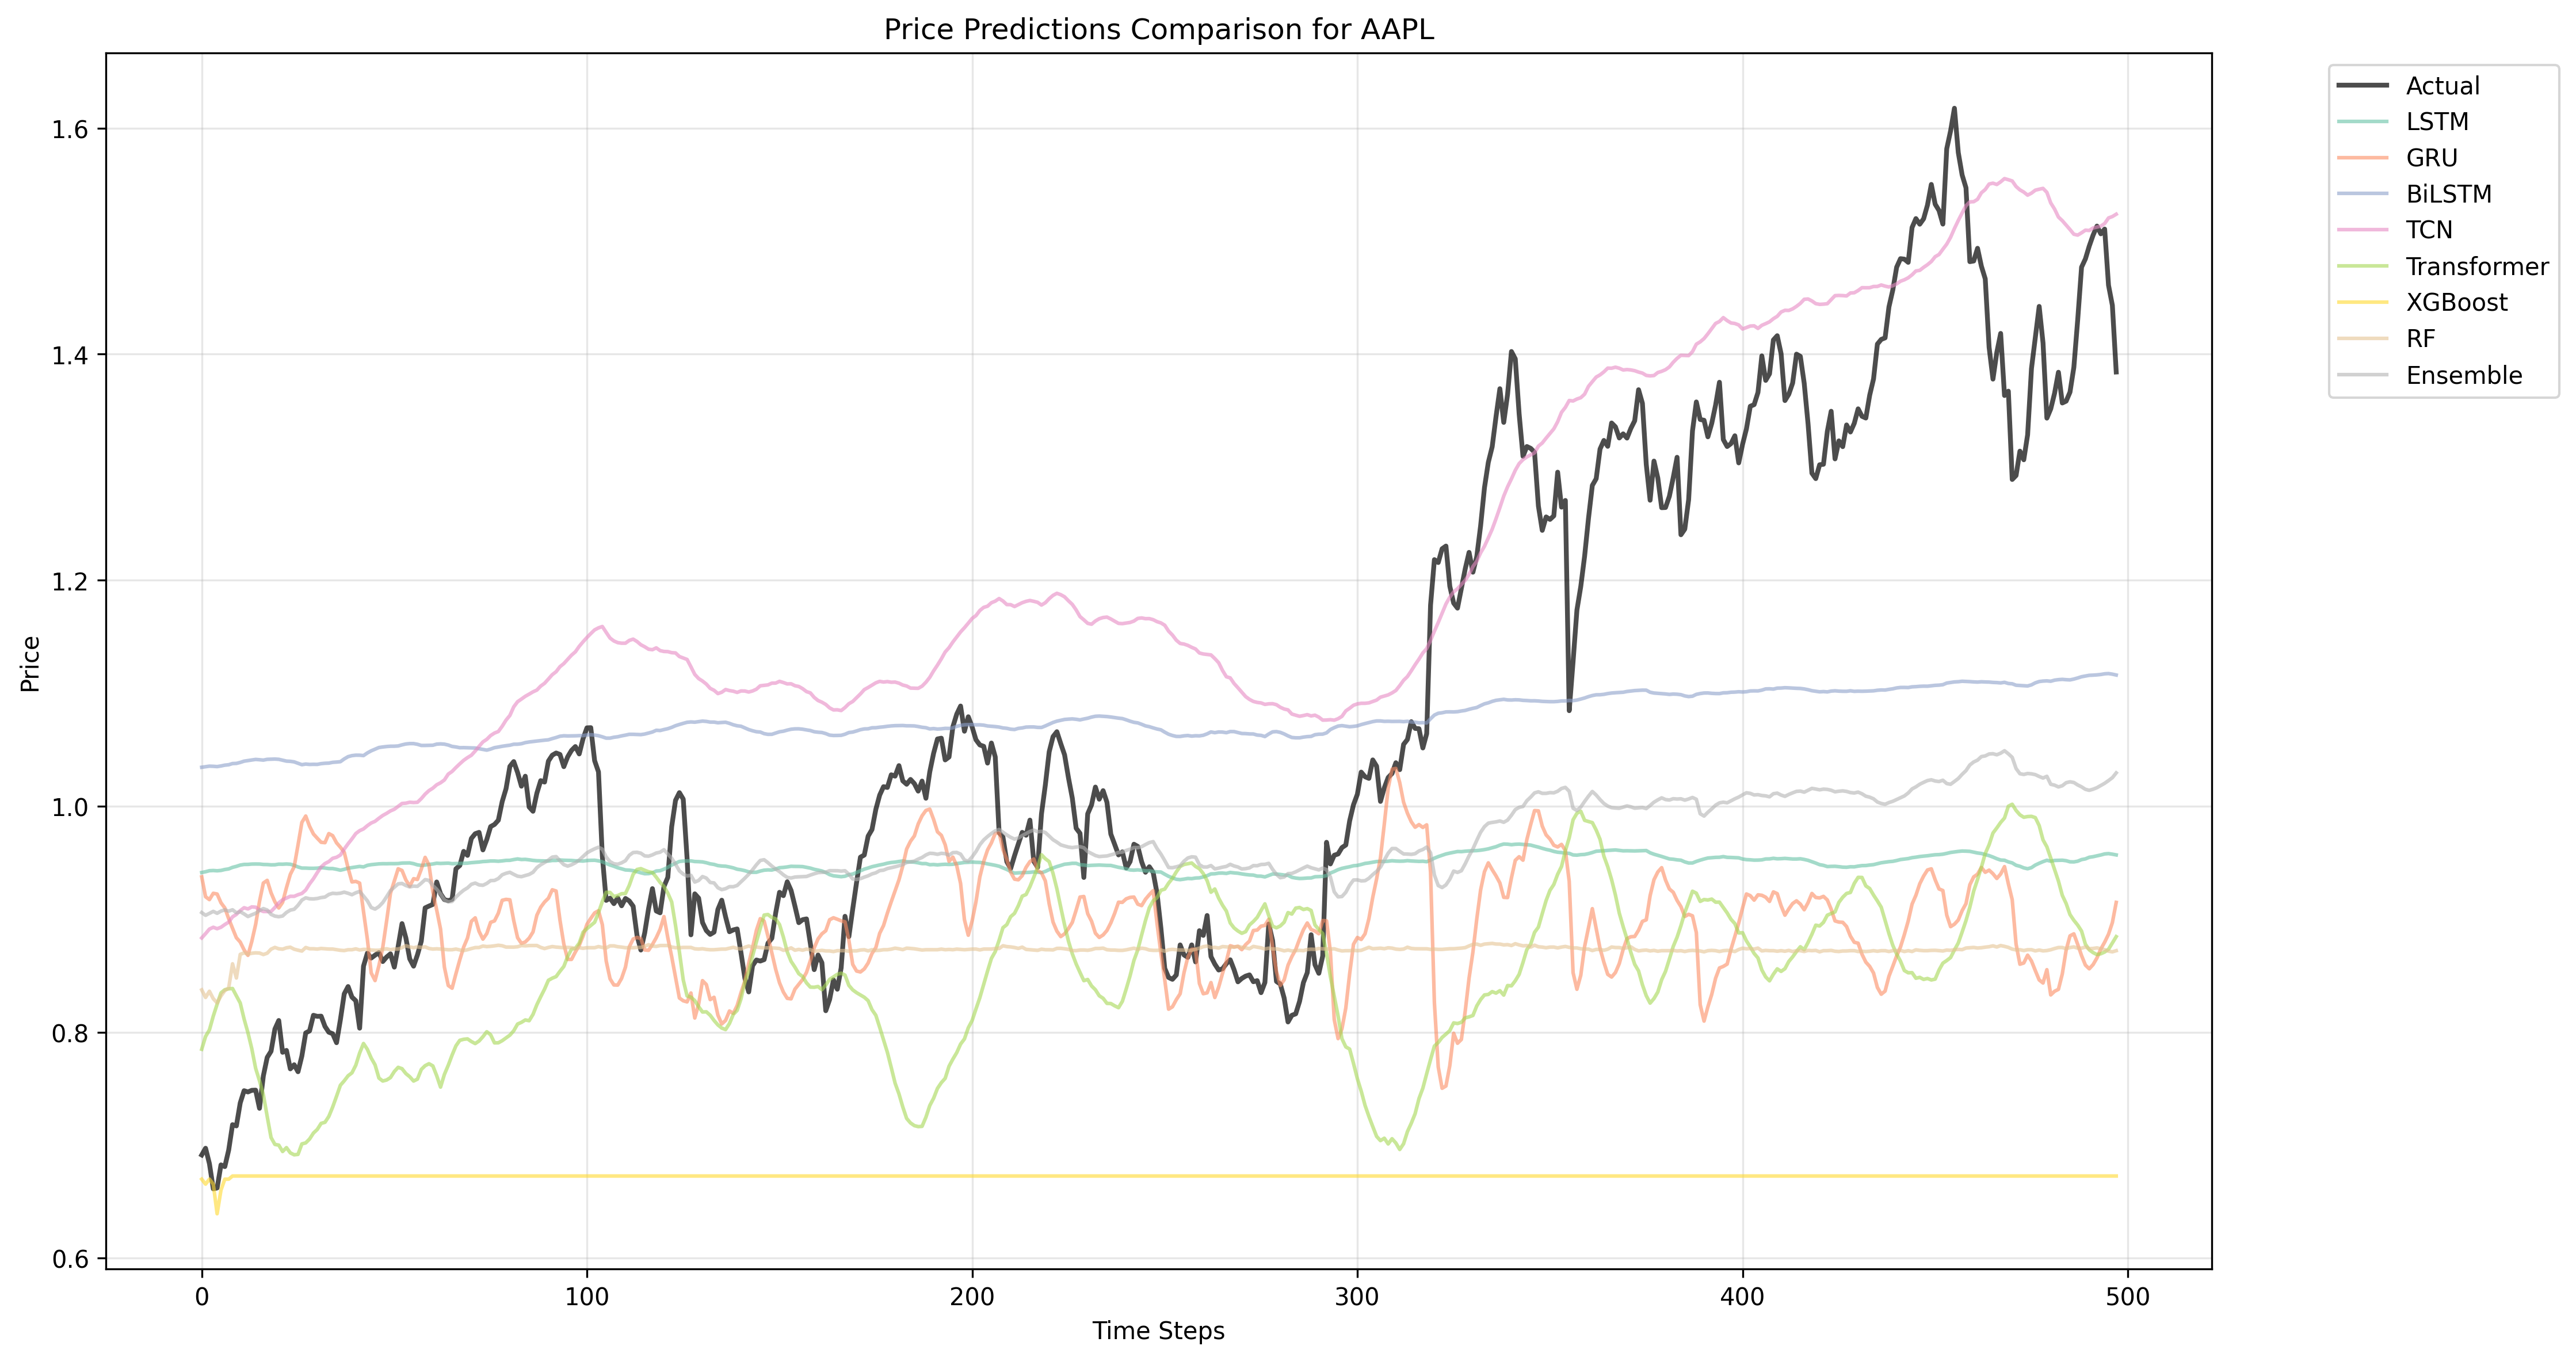 Price Predictions Comparison for AAPL
Actual
LSTM
GRU
BiLSTM
TCN
Transformer
XGBoost
RF
Ensemble
Price
1.6
1.4
1.2
1.0
0.8
0.6
0
100
200
300
400
500
Time Steps